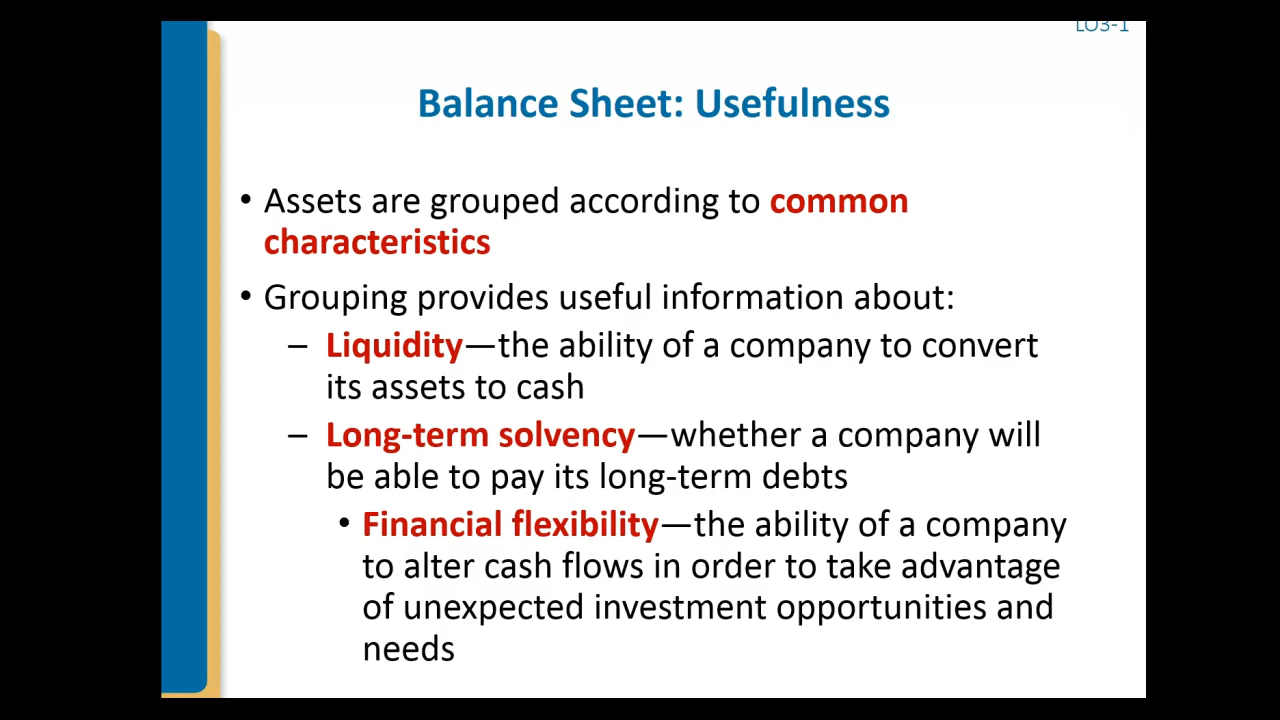 LO3-1
Balance Sheet: Usefulness
• Assets are grouped according to common
characteristics
• Grouping provides useful information about:
– Liquidity—the ability of a company to convert
its assets to cash
– Long-term solvency—whether a company will
be able to pay its long-term debts
• Financial flexibility—the ability of a company
to alter cash flows in order to take advantage
of unexpected investment opportunities and
needs